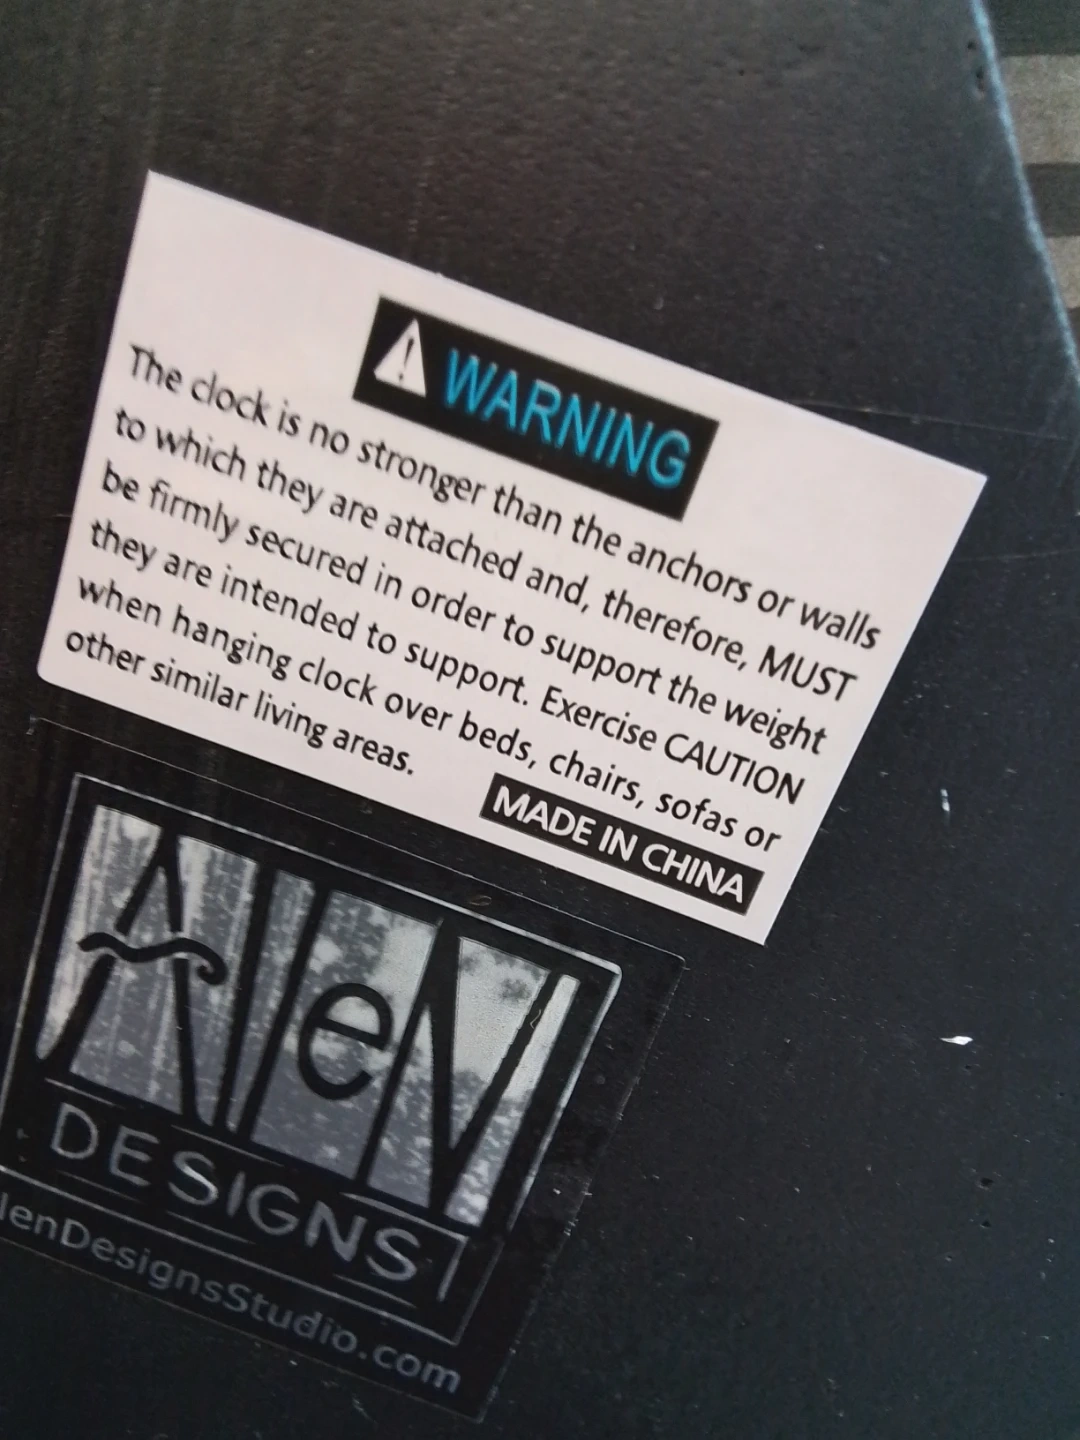 WARNING
The clock is no stronger than the anchors or walls
to which they are attached and, therefore, MUST
be firmly secured in order to support the weight
they are intended to support. Exercise CAUTION
when hanging clock over beds, chairs, sofas or
other similar living areas.
MADE IN CHINA
AlleN
DESIGNS
lenDesignsStudio.com